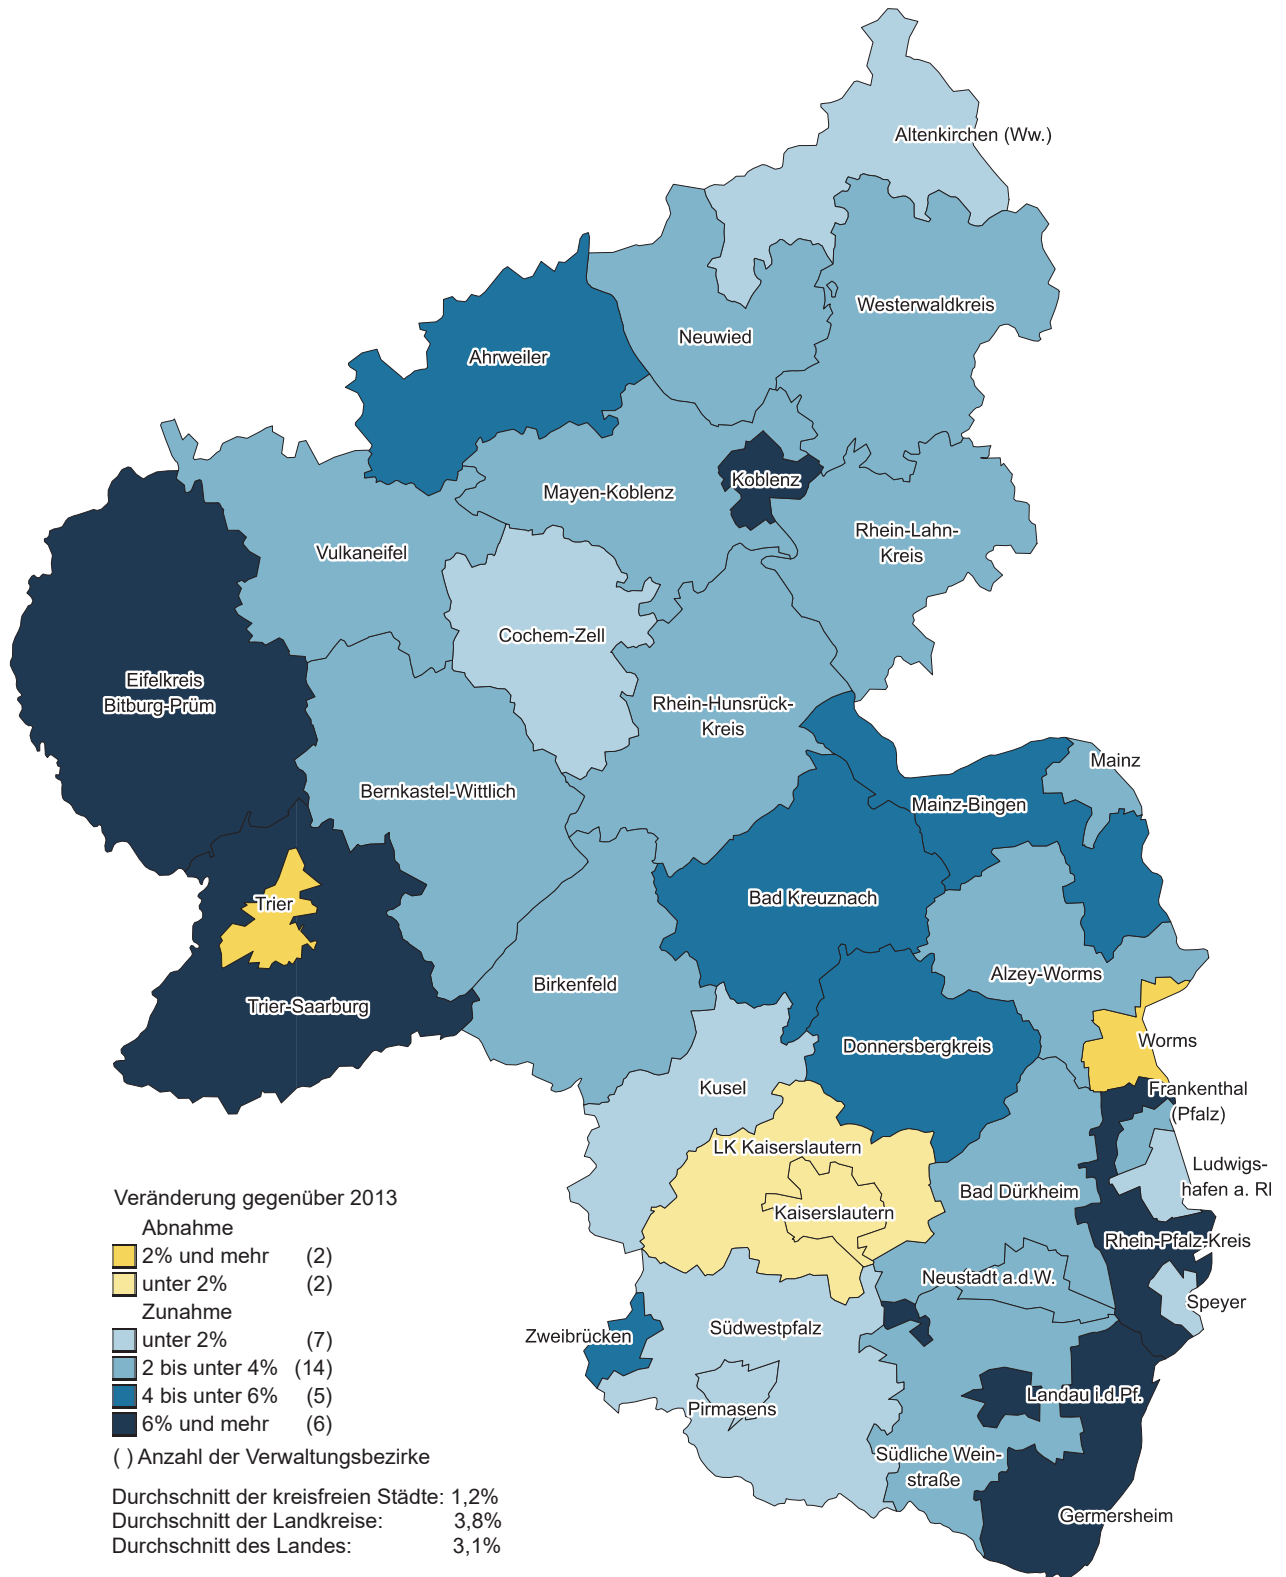 Altenkirchen (Ww.)
Westerwaldkreis
Neuwied
Ahrweiler
Koblenz
Mayen-Koblenz
Rhein-Lahn-
Kreis
Vulkaneifel
Cochem-Zell
Eifelkreis
Bitburg-Prüm
Rhein-Hunsrück-
Kreis
Mainz
Bernkastel-Wittlich
Mainz-Bingen
Bad Kreuznach
Trier
Alzey-Worms
Birkenfeld
Trier-Saarburg
Worms
Donnersbergkreis
Kusel
Frankenthal
(Pfalz)
LK Kaiserslautern
Ludwigs-
hafen a. Rl
Bad Dürkheim
Kaiserslautern
Rhein-Pfalz-Kreis
Neustadt a.d.W.
Speyer
Südwestpfalz
Zweibrücken
Landau i.d.Pf.
Pirmasens
Südliche Wein-
straße
Germersheim
Veränderung gegenüber 2013
Abnahme
2% und mehr (2)
unter 2% (2)
Zunahme
unter 2% (7)
2 bis unter 4% (14)
4 bis unter 6% (5)
6% und mehr (6)
( ) Anzahl der Verwaltungsbezirke
Durchschnitt der kreisfreien Städte: 1,2%
Durchschnitt der Landkreise: 3,8%
Durchschnitt des Landes: 3,1%